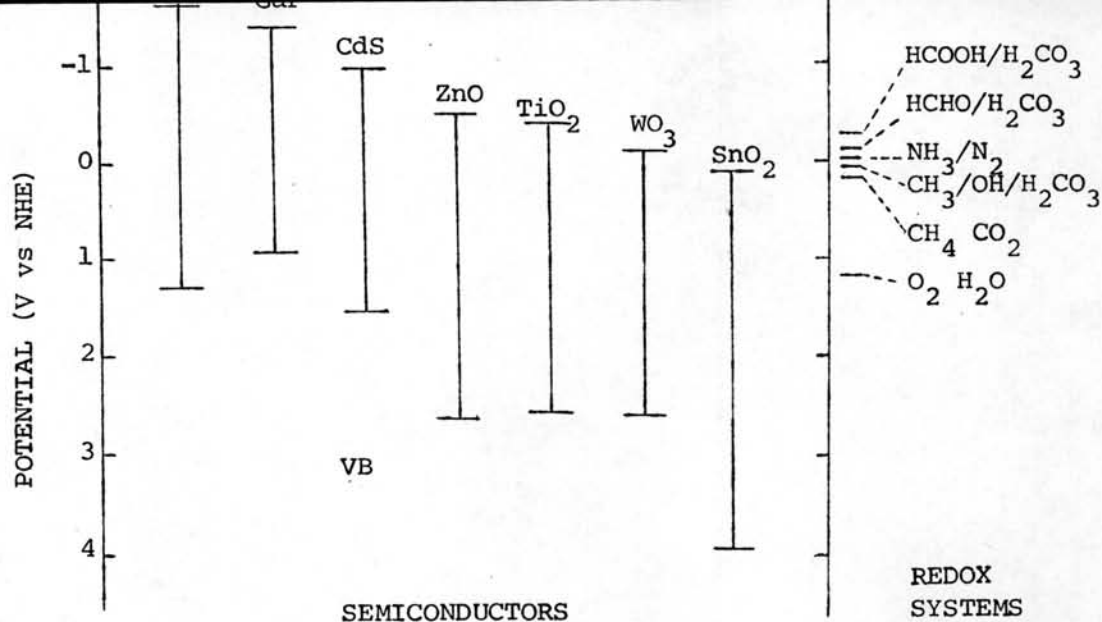 CdS
ZnO
TiO2
WO3
SnO2
POTENTIAL (V vs NHE)
-1
0
1
2
3
4
VB
SEMICONDUCTORS
HCOOH/H2CO3
HCHO/H2CO3
NH3/N2
CH3/OH/H2CO3
CH4 CO2
O2 H2O
REDOX
SYSTEMS